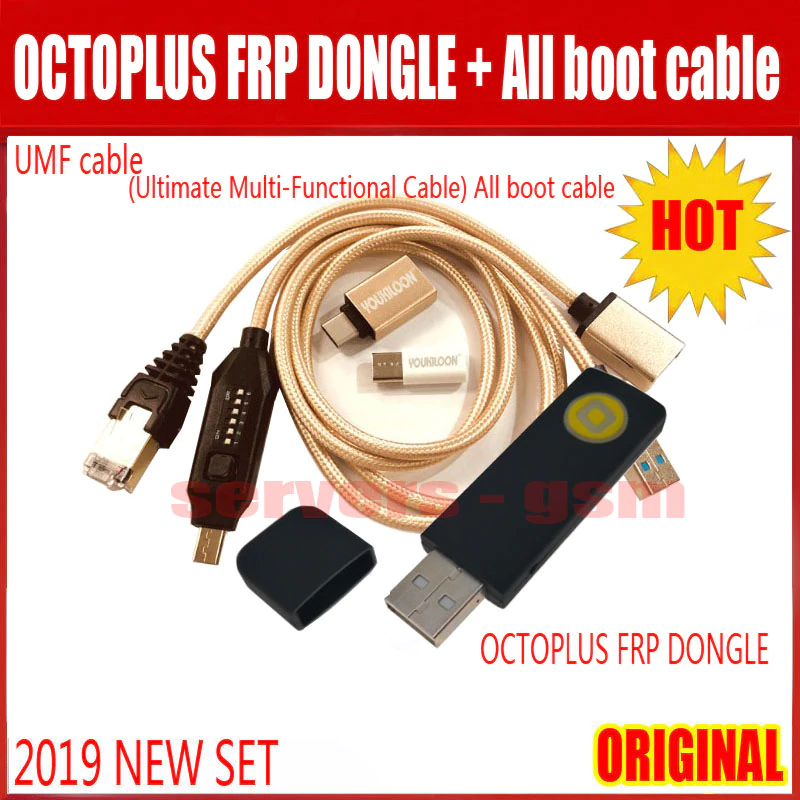 OCTOPLUS FRP DONGLE + All boot cable
UMF cable
(Ultimate Multi-Functional Cable) All boot cable
HOT
YOUKILOON
YOUKILOON
servers - gsm
OCTOPLUS FRP DONGLE
2019 NEW SET
ORIGINAL